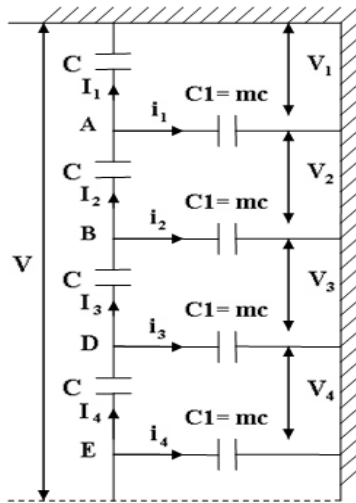 C
I1
V1
C1= mc
i1
A
C
V2
I2
C1= mc
i2
B
V
C
V3
I3
C1= mc
i3
D
C
V4
I4
C1= mc
i4
E